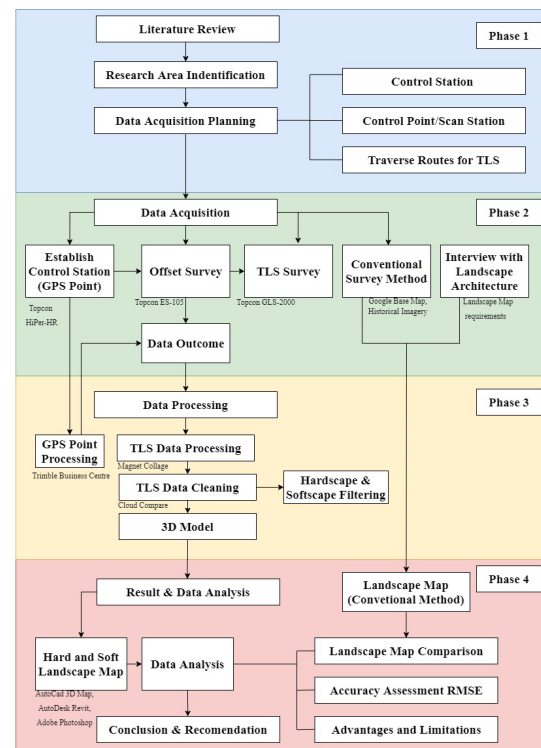 Literature Review
Phase 1
Research Area Indentification
Data Acquisition Planning
Control Station
Control Point/Scan Station
Traverse Routes for TLS
Phase 2
Data Acquisition
Establish
Control Station
(GPS Point)
Topcon
HiPer-HR
Offset Survey
Topcon ES-105
TLS Survey
Topcon GLS-2000
Conventional
Survey Method
Google Base Map,
Historical Imagery
Interview with
Landscape
Architecture
Landscape Map
requirements
Data Outcome
Phase 3
Data Processing
GPS Point
Processing
Trimble Business Centre
TLS Data Processing
Magnet Collage
TLS Data Cleaning
Cloud Compare
Hardscape &
Softscape Filtering
3D Model
Phase 4
Result & Data Analysis
Landscape Map
(Convetional Method)
Hard and Soft
Landscape Map
AutoCad 3D Map,
AutoDesk Revit,
Adobe Photoshop
Data Analysis
Landscape Map Comparison
Accuracy Assessment RMSE
Advantages and Limitations
Conclusion & Recomendation